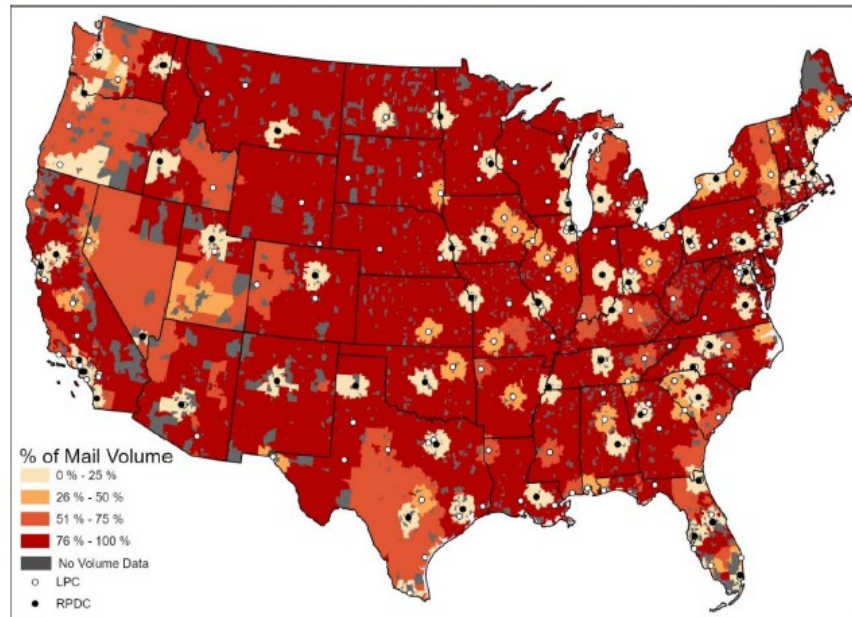 % of Mail Volume
0 % - 25 %
26 % - 50 %
51 % - 75 %
76 % - 100 %
No Volume Data
LPC
RPDC